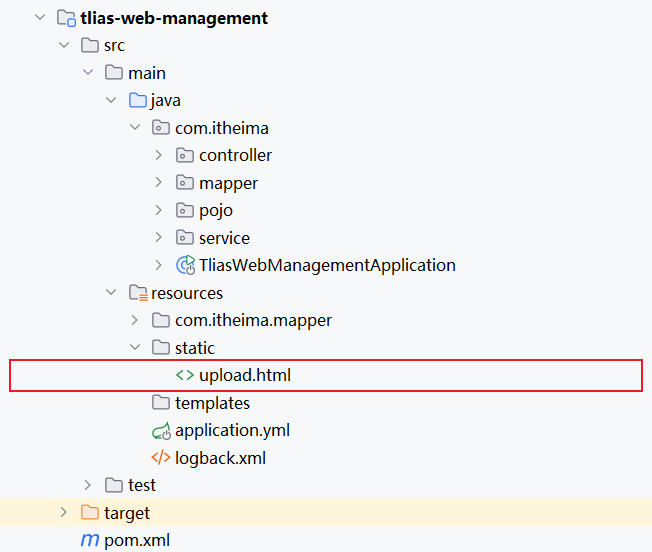 tlias-web-management
src
main
java
com.itheima
controller
mapper
pojo
service
TliasWebManagementApplication
resources
com.itheima.mapper
static
upload.html
templates
application.yml
logback.xml
test
target
pom.xml